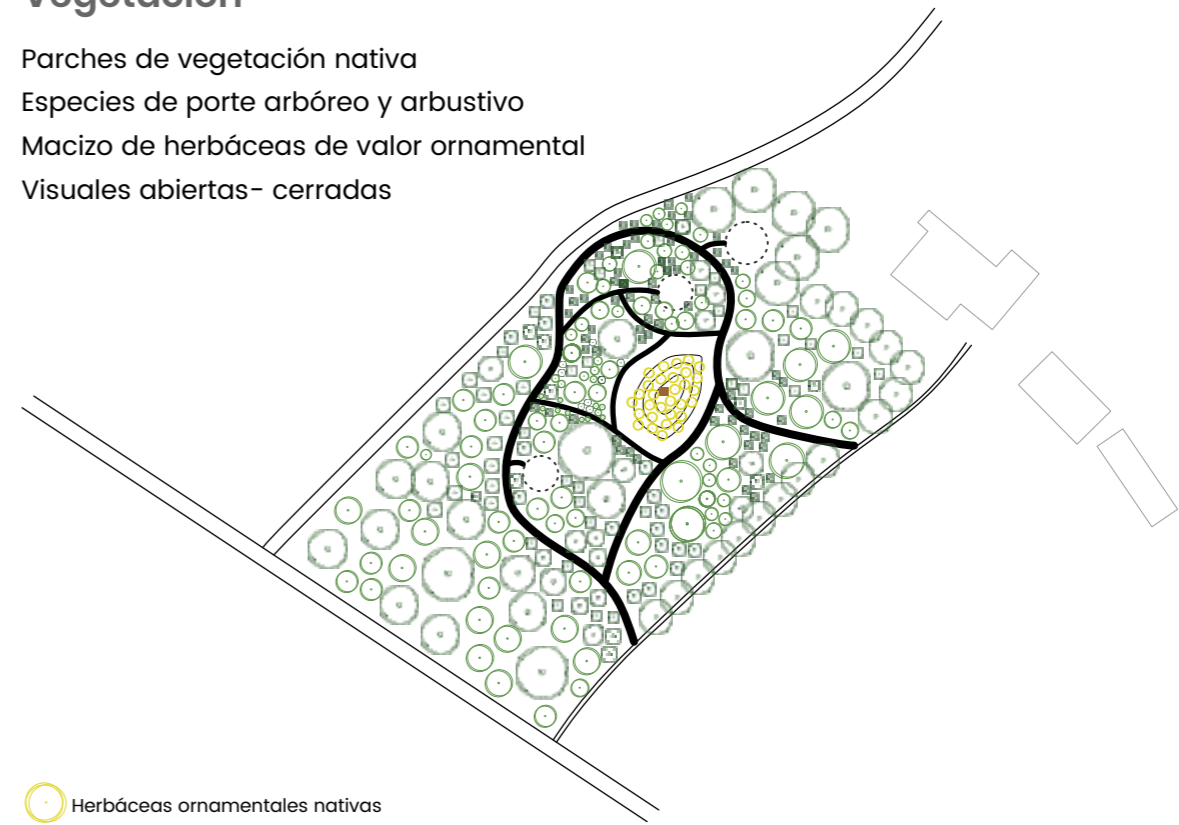 Vegetación
Parches de vegetación nativa
Especies de porte arbóreo y arbustivo
Macizo de herbáceas de valor ornamental
Visuales abiertas- cerradas
Herbáceas ornamentales nativas